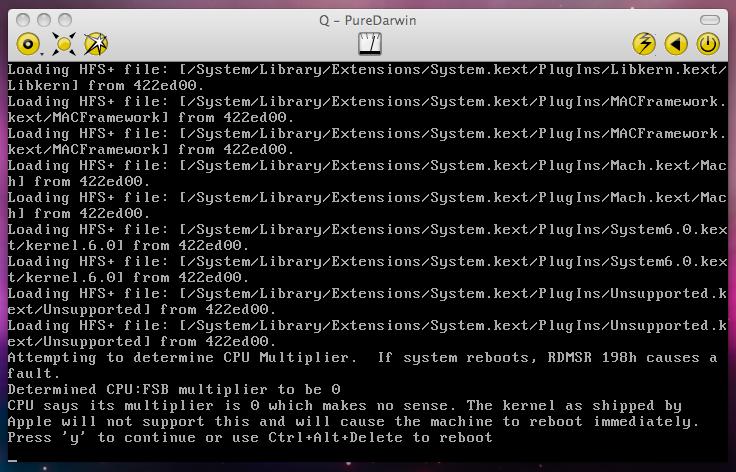 Q – PureDarwin
Loading HFS+ file: [/System/Library/Extensions/System.kext/PlugIns/Libkern.kext/
Libkern] from 422ed00.
Loading HFS+ file: [/System/Library/Extensions/System.kext/PlugIns/MACFramework.
kext/MACFramework] from 422ed00.
Loading HFS+ file: [/System/Library/Extensions/System.kext/PlugIns/MACFramework.
kext/MACFramework] from 422ed00.
Loading HFS+ file: [/System/Library/Extensions/System.kext/PlugIns/Mach.kext/Mac
h] from 422ed00.
Loading HFS+ file: [/System/Library/Extensions/System.kext/PlugIns/Mach.kext/Mac
h] from 422ed00.
Loading HFS+ file: [/System/Library/Extensions/System.kext/PlugIns/System6.0.kex
t/kernel.6.0] from 422ed00.
Loading HFS+ file: [/System/Library/Extensions/System.kext/PlugIns/System6.0.kex
t/kernel.6.0] from 422ed00.
Loading HFS+ file: [/System/Library/Extensions/System.kext/PlugIns/Unsupported.k
ext/Unsupported] from 422ed00.
Loading HFS+ file: [/System/Library/Extensions/System.kext/PlugIns/Unsupported.k
ext/Unsupported] from 422ed00.
Attempting to determine CPU Multiplier.  If system reboots, RDMSR 198h causes a
fault.
Determined CPU:FSB multiplier to be 0
CPU says its multiplier is 0 which makes no sense. The kernel as shipped by
Apple will not support this and will cause the machine to reboot immediately.
Press 'y' to continue or use Ctrl+Alt+Delete to reboot